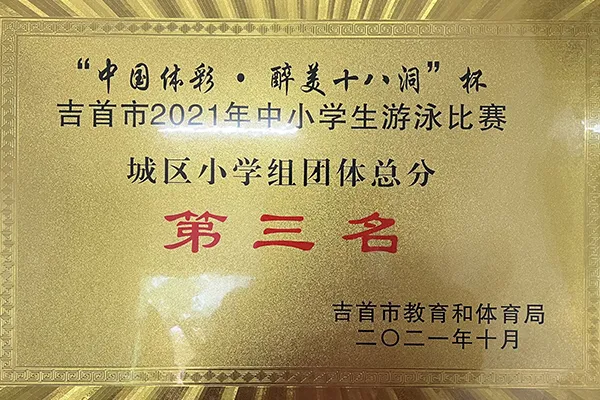 “中国体彩·醉美十八洞”杯
吉首市2021年中小学生游泳比赛
城区小学组团体总分
第三名
吉首市教育和体育局
二〇二一年十月